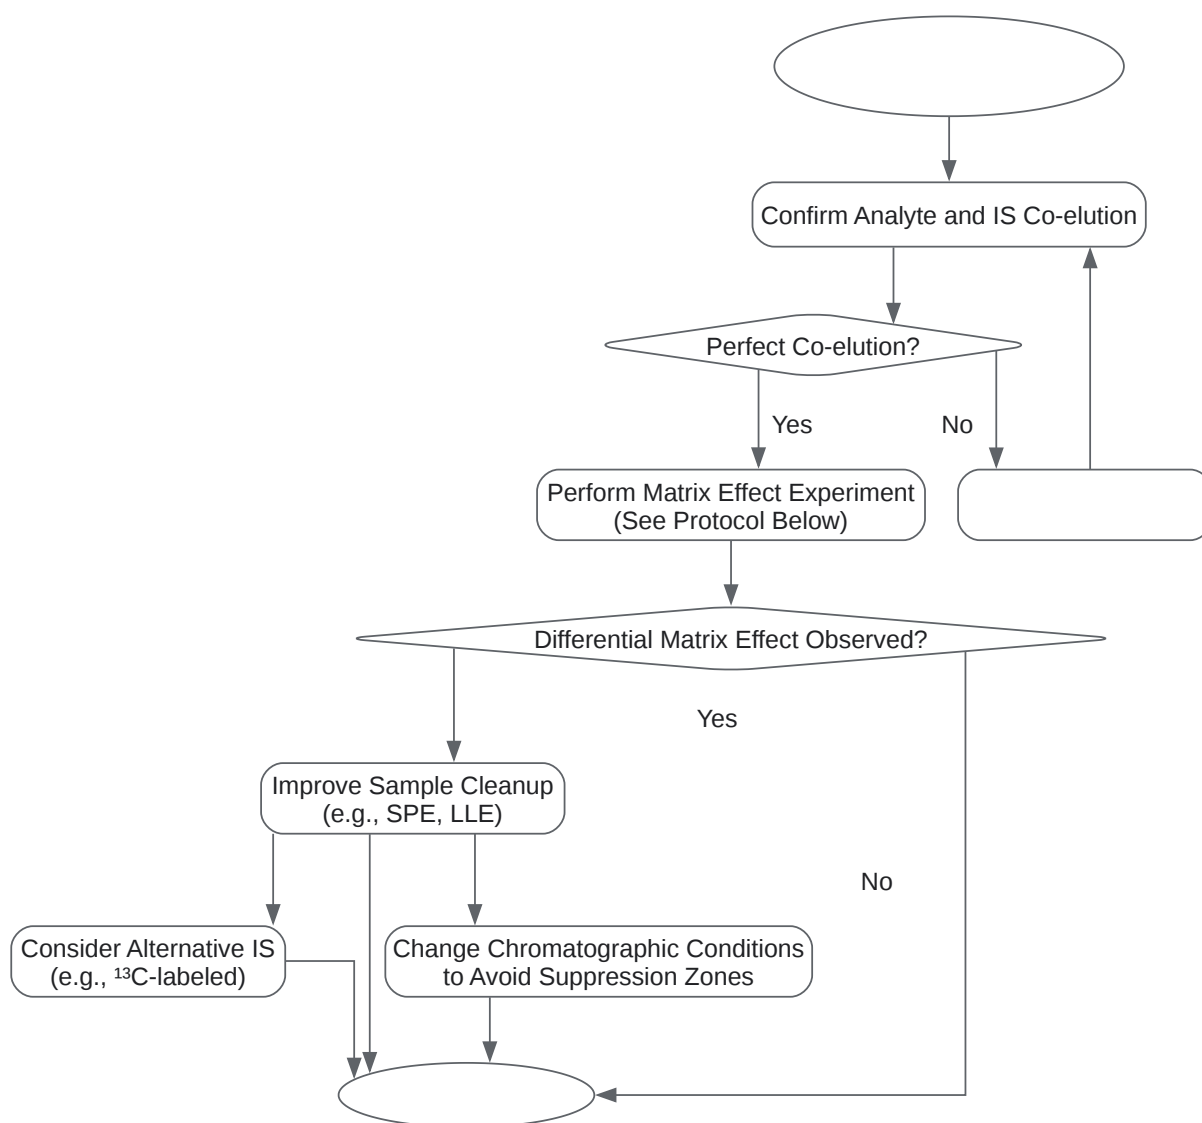 Confirm Analyte and IS Co-elution
Perfect Co-elution?
Yes
No
Perform Matrix Effect Experiment
(See Protocol Below)
Differential Matrix Effect Observed?
Yes
Improve Sample Cleanup
(e.g., SPE, LLE)
No
Consider Alternative IS
(e.g., ¹³C-labeled)
Change Chromatographic Conditions
to Avoid Suppression Zones